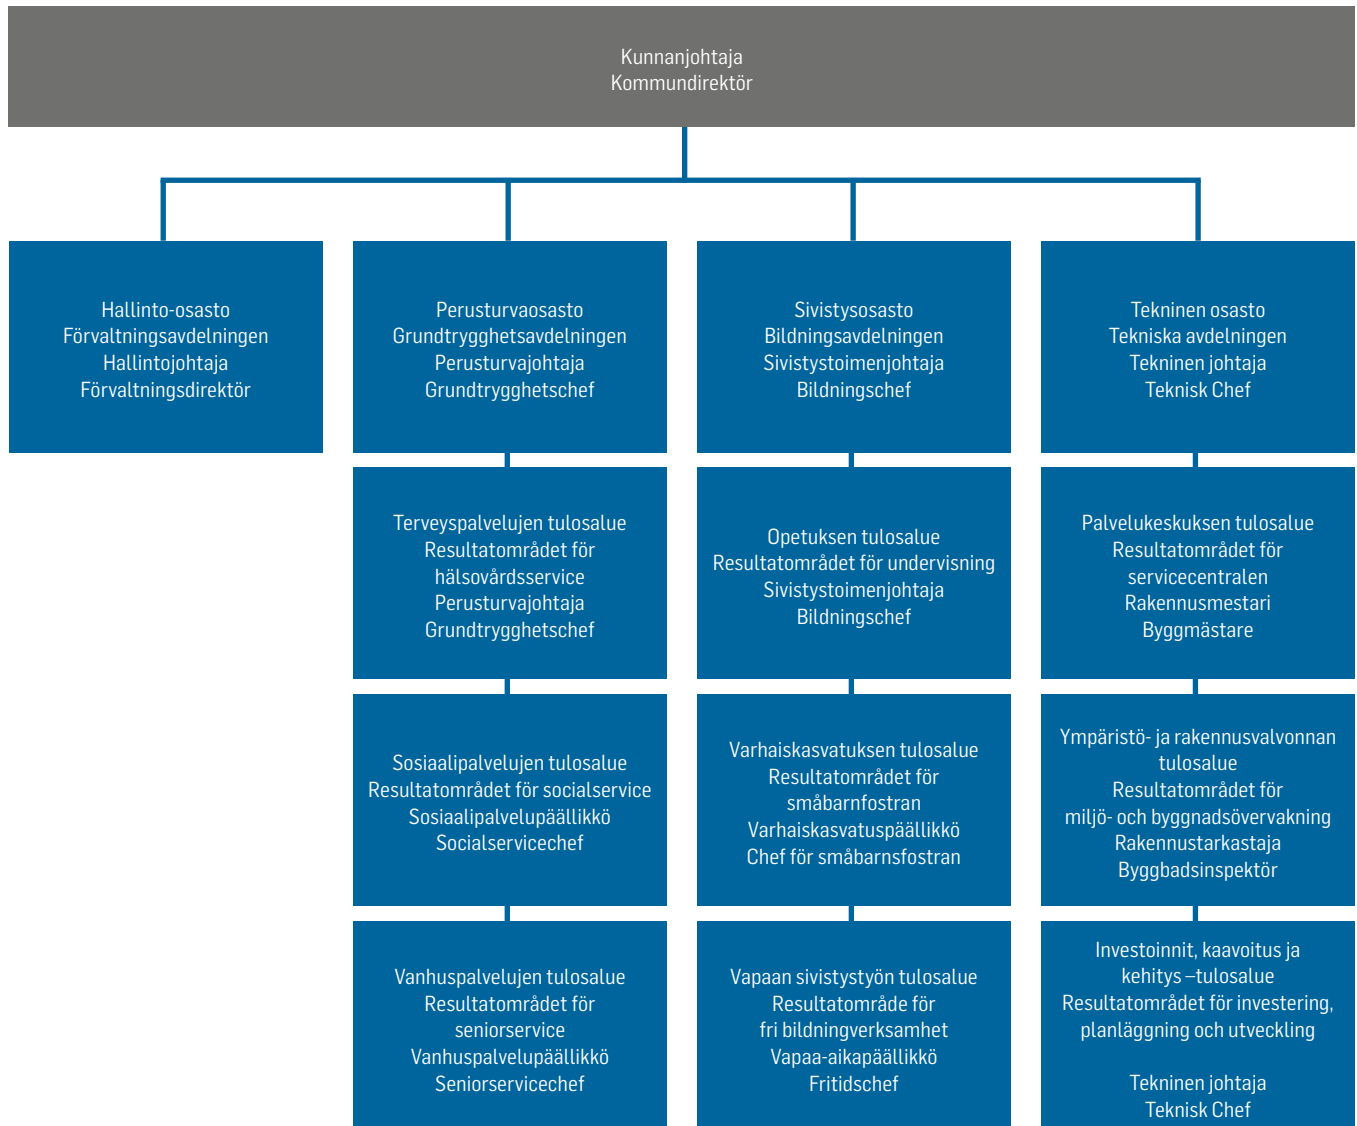 Kunnanjohtaja
Kommundirektör
Hallinto-osasto
Förvaltningsavdelningen
Hallintojohtaja
Förvaltningsdirektör
Perusturvaosasto
Grundtrygghetsavdelningen
Perusturvajohtaja
Grundtrygghetschef
Sivistysosasto
Bildningsavdelningen
Sivistystoimenjohtaja
Bildningschef
Tekninen osasto
Tekniska avdelningen
Tekninen johtaja
Teknisk Chef
Terveyspalvelujen tulosalue
Resultatområdet för
hälsovårdsservice
Perusturvajohtaja
Grundtrygghetschef
Opetuksen tulosalue
Resultatområdet för undervisning
Sivistystoimenjohtaja
Bildningschef
Palvelukeskuksen tulosalue
Resultatområdet för
servicecentralen
Rakennusmestari
Byggmästare
Sosiaalipalvelujen tulosalue
Resultatområdet för socialservice
Sosiaalipalvelupäällikkö
Socialservicechef
Varhaiskasvatuksen tulosalue
Resultatområdet för
småbarnfostran
Varhaiskasvatuspäällikkö
Chef för småbarnsfostran
Ympäristö- ja rakennusvalvonnan
tulosalue
Resultatområdet för
miljö- och byggnadsövervakning
Rakennustarkastaja
Byggbadsinspektör
Vanhuspalvelujen tulosalue
Resultatområdet för
seniorservice
Vanhuspalvelupäällikkö
Seniorservicechef
Vapaan sivistystyön tulosalue
Resultatområde för
fri bildningverksamhet
Vapaa-aikapäällikkö
Fritidschef
Investoinnit, kaavoitus ja
kehitys –tulosalue
Resultatområdet för investering,
planläggning och utveckling
Tekninen johtaja
Teknisk Chef